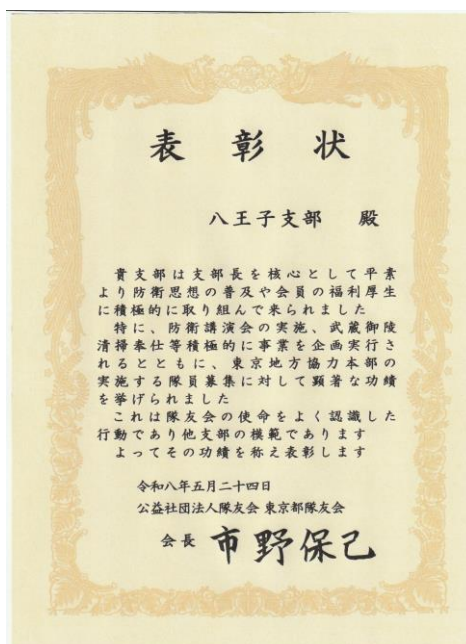 表彰状
八王子支部　殿
貴支部は支部長を核心として平素
より防衛思想の普及や会員の福利厚生
に積極的に取り組んで来られました
特に、防衛講演会の実施、武蔵御陵
清掃奉仕等積極的に事業を企画実行さ
れるとともに、東京地方協力本部の
実施する隊員募集に対して顕著な功績
を挙げられました
これは隊友会の使命をよく認識した
行動であり他支部の模範であります
よってその功績を称え表彰します
令和八年五月二十四日
公益社団法人隊友会 東京部隊友会
会長 市野保己